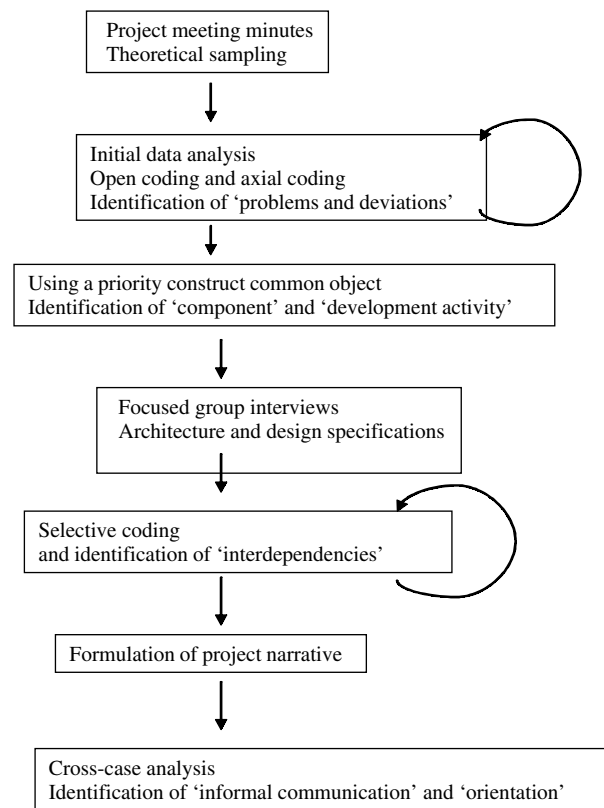 Project meeting minutes
Theoretical sampling
Initial data analysis
Open coding and axial coding
Identification of ‘problems and deviations’
Using a priority construct common object
Identification of ‘component’ and ‘development activity’
Focused group interviews
Architecture and design specifications
Selective coding
and identification of ‘interdependencies’
Formulation of project narrative
Cross-case analysis
Identification of ‘informal communication’ and ‘orientation’